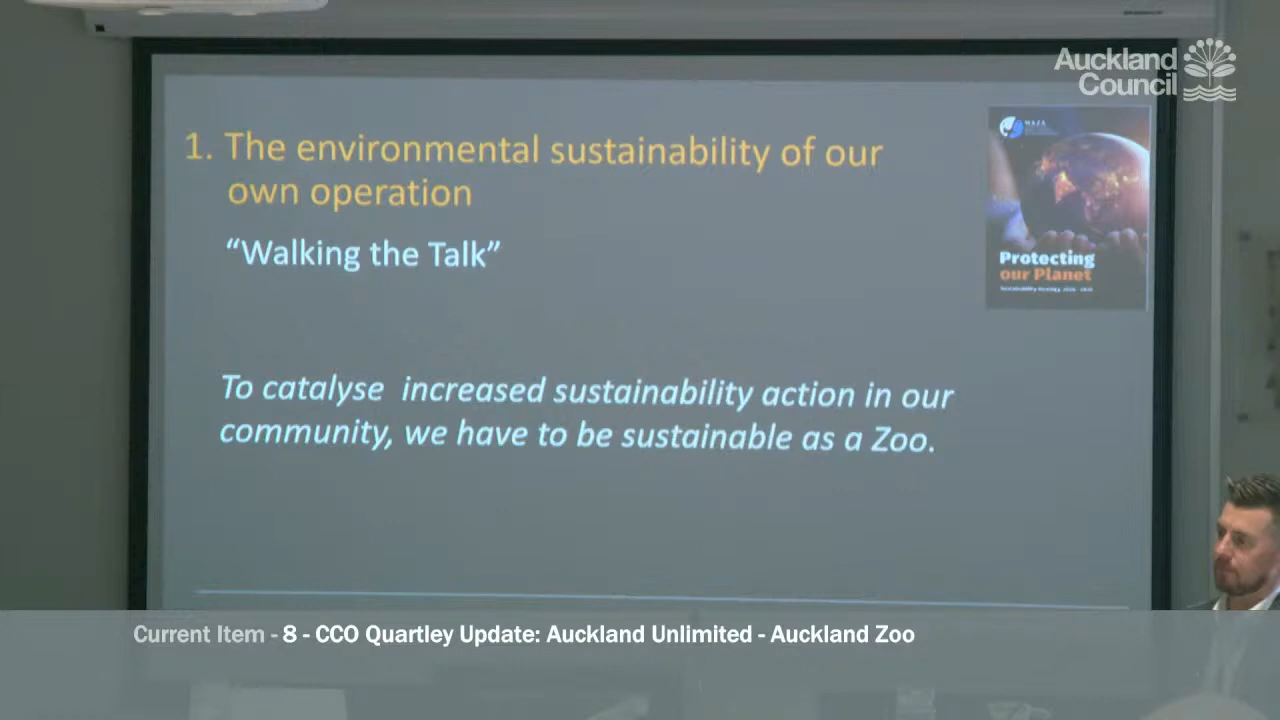 Auckland
Council
1. The environmental sustainability of our
own operation
“Walking the Talk”
WAZA
Protecting
our Planet
To catalyse  increased sustainability action in our
community, we have to be sustainable as a Zoo.
Current Item - 8 - CCO Quartley Update: Auckland Unlimited - Auckland Zoo